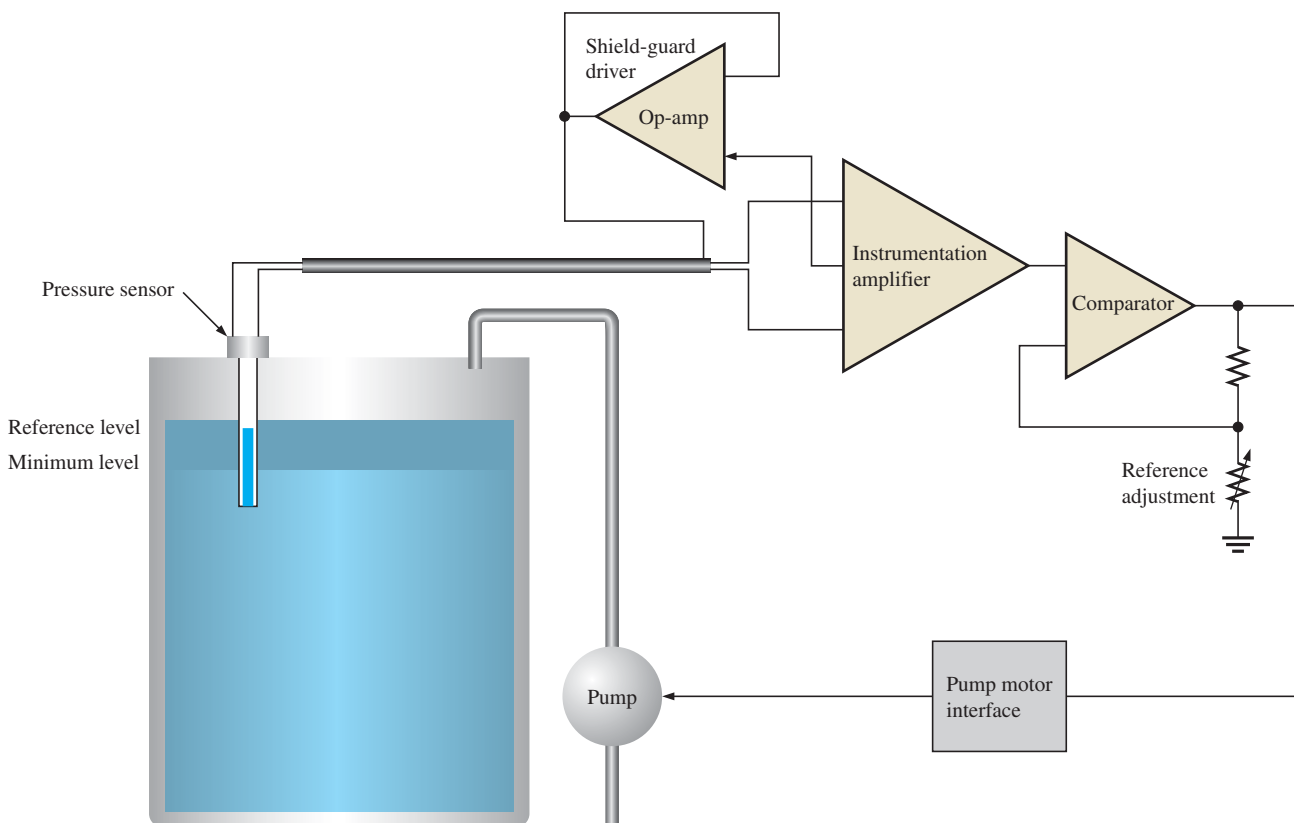 Shield-guard
driver
Op-amp
Instrumentation
amplifier
Pressure sensor
Comparator
Reference level
Minimum level
Reference
adjustment
Pump
Pump motor
interface